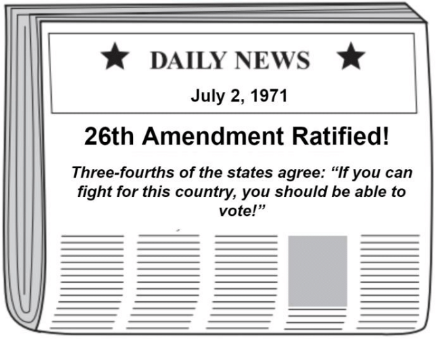 DAILY NEWS
July 2, 1971
26th Amendment Ratified!
Three-fourths of the states agree: “If you can
fight for this country, you should be able to
vote!”